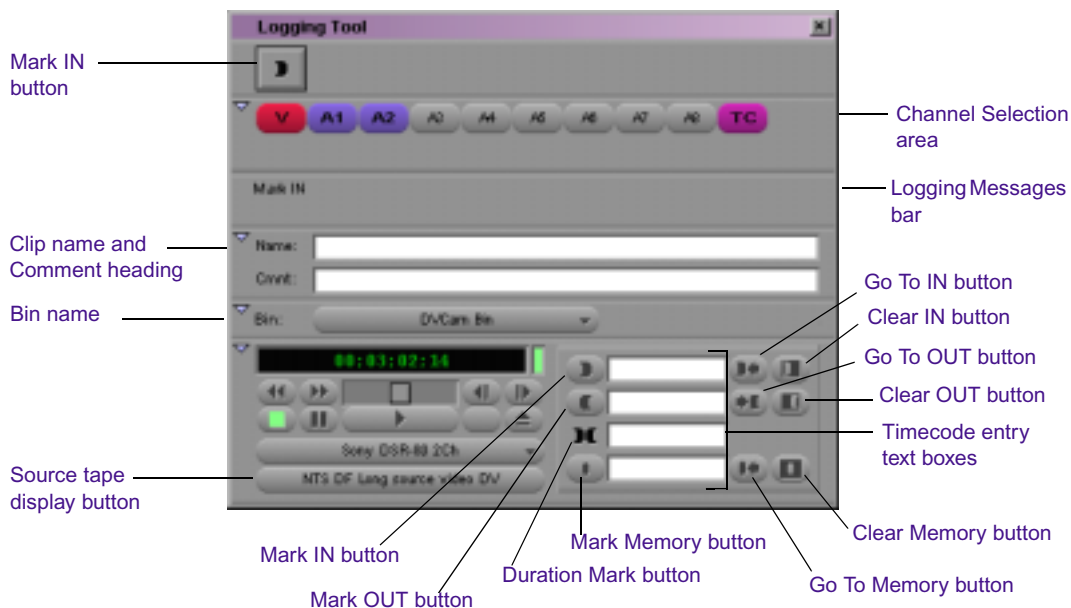 Logging Tool
Mark IN
button
V A1 A2 A3 A4 A5 A6 A7 A8 TC
Channel Selection
area
Mark IN
Logging Messages
bar
Clip name and
Comment heading
Name:
Cmnt:
Go To IN button
Bin name
Bin:
DVCam Bin
Clear IN button
00;03;02;14
Go To OUT button
Clear OUT button
Timecode entry
text boxes
Sony DSR-80 2Ch
Source tape
display button
NTS DF Long source video DV
Mark IN button
Mark Memory button
Clear Memory button
Duration Mark button
Go To Memory button
Mark OUT button